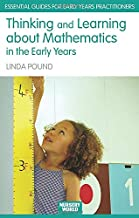 ESSENTIAL GUIDES FOR EARLY YEARS PRACTITIONERS
Thinking and Learning
about Mathematics
in the Early Years
LINDA POUND
1
NURSERY
WORLD